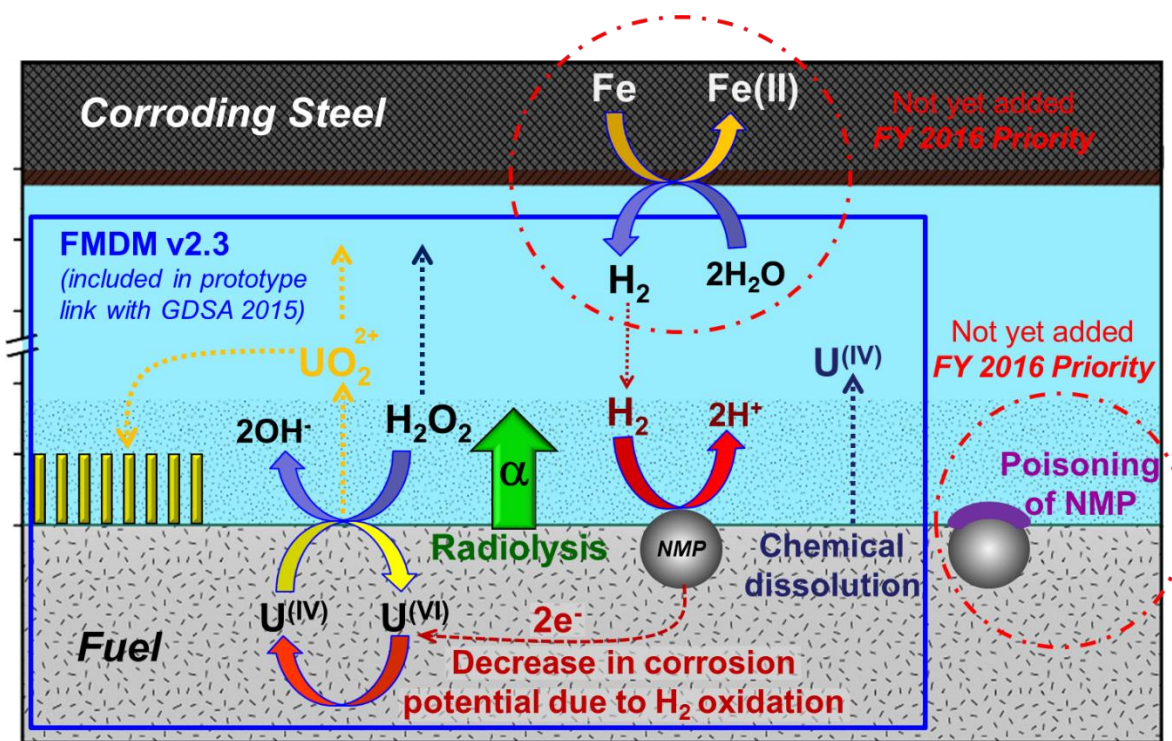 Corroding Steel
Fe
Fe(II)
Not yet added
FY 2016 Priority
FMDM v2.3
(included in prototype
link with GDSA 2015)
H₂
2H₂O
UO₂²⁺
U⁽ᴵⱽ⁾
Not yet added
FY 2016 Priority
2OH⁻
H₂O₂
α
H₂
2H⁺
Poisoning
of NMP
Radiolysis
NMP
Chemical
dissolution
U⁽ᴵⱽ⁾
U⁽ⱽᴵ⁾
2e⁻
Fuel
Decrease in corrosion
potential due to H₂ oxidation